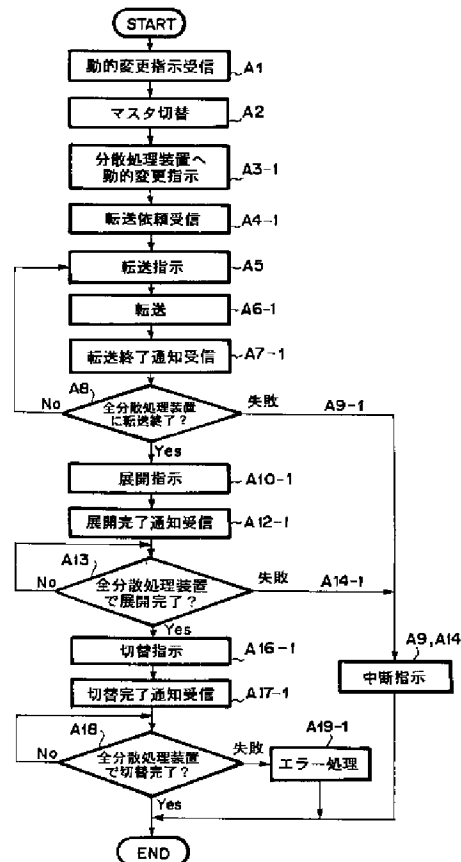 START
動的変更指示受信
A1
マスタ切替
A2
分散処理装置へ
動的変更指示
A3-1
転送依頼受信
A4-1
転送指示
A5
転送
A6-1
転送終了通知受信
A7-1
A8
全分散処理装置
に転送終了？
No
失敗
A9-1
Yes
展開指示
A10-1
展開完了通知受信
A12-1
A13
全分散処理装置
で展開完了？
No
失敗
A14-1
Yes
切替指示
A16-1
A9,A14
中断指示
切替完了通知受信
A17-1
A18
全分散処理装置
で切替完了？
No
失敗
A19-1
エラー処理
Yes
END